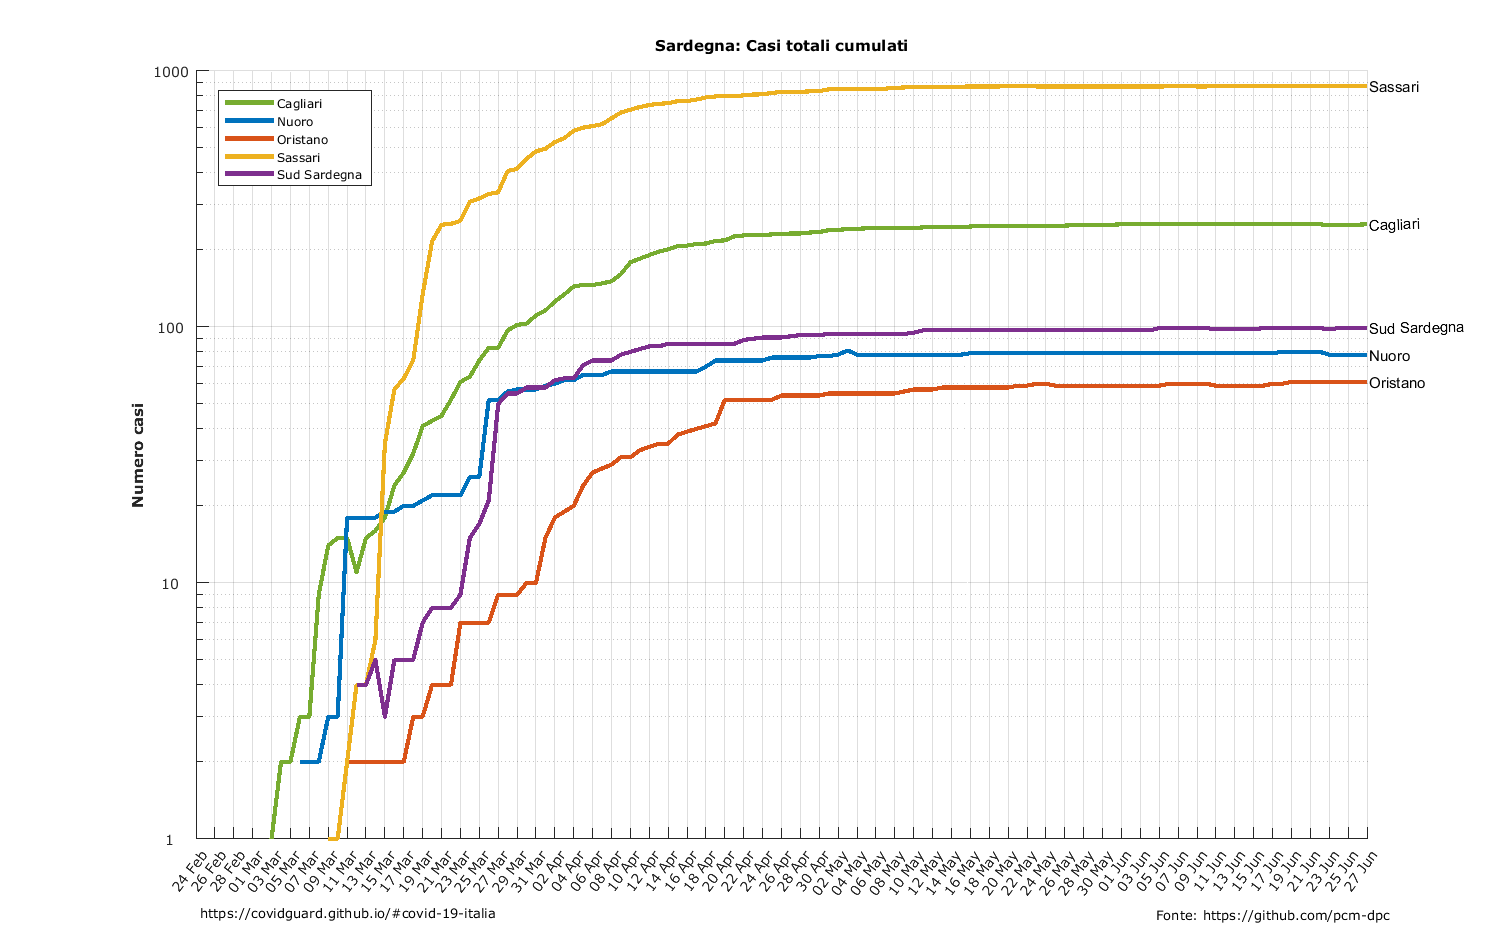 Sardegna: Casi totali cumulati
1000
100
10
1
Numero casi
Cagliari
Nuoro
Oristano
Sassari
Sud Sardegna
Sassari
Cagliari
Sud Sardegna
Nuoro
Oristano
24 Feb
26 Feb
28 Feb
01 Mar
03 Mar
05 Mar
07 Mar
09 Mar
11 Mar
13 Mar
15 Mar
17 Mar
19 Mar
21 Mar
23 Mar
25 Mar
27 Mar
29 Mar
31 Mar
02 Apr
04 Apr
06 Apr
08 Apr
10 Apr
12 Apr
14 Apr
16 Apr
18 Apr
20 Apr
22 Apr
24 Apr
26 Apr
28 Apr
30 Apr
02 May
04 May
06 May
08 May
10 May
12 May
14 May
16 May
18 May
20 May
22 May
24 May
26 May
28 May
30 May
01 Jun
03 Jun
05 Jun
07 Jun
09 Jun
11 Jun
13 Jun
15 Jun
17 Jun
19 Jun
21 Jun
23 Jun
25 Jun
27 Jun
https://covidguard.github.io/#covid-19-italia
Fonte: https://github.com/pcm-dpc